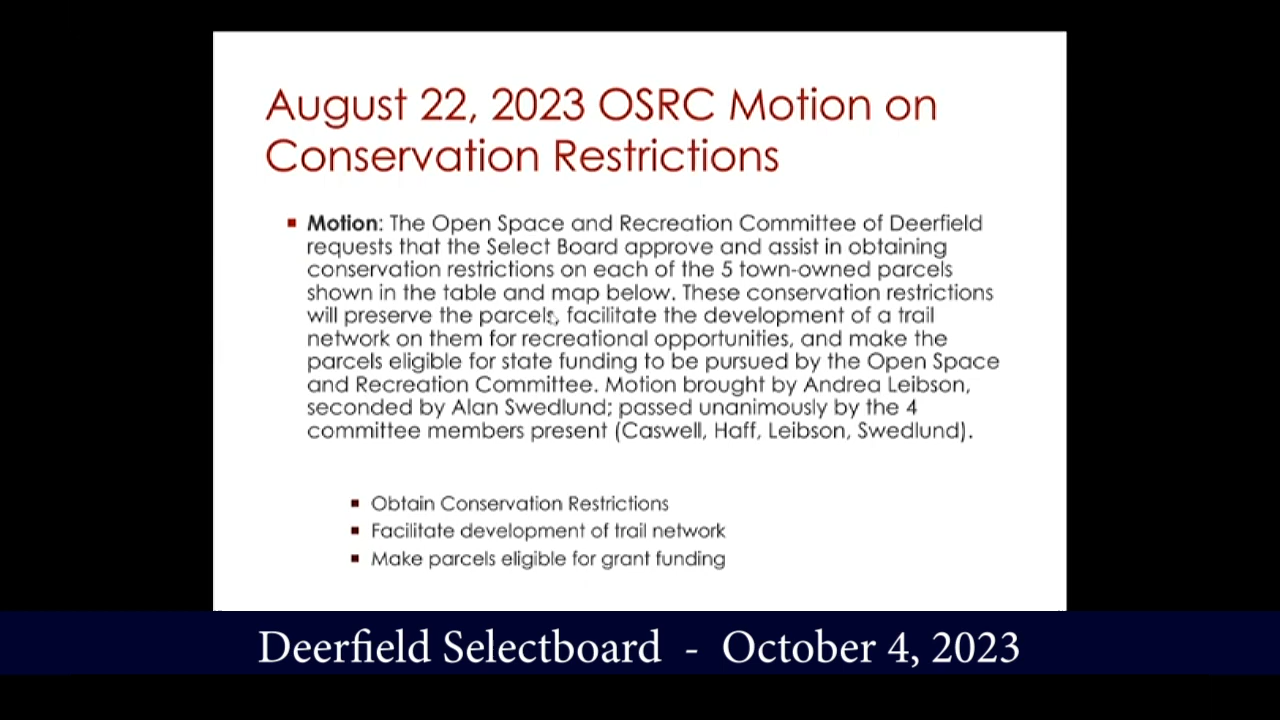 August 22, 2023 OSRC Motion on
Conservation Restrictions
Motion: The Open Space and Recreation Committee of Deerfield
requests that the Select Board approve and assist in obtaining
conservation restrictions on each of the 5 town-owned parcels
shown in the table and map below. These conservation restrictions
will preserve the parcels, facilitate the development of a trail
network on them for recreational opportunities, and make the
parcels eligible for state funding to be pursued by the Open Space
and Recreation Committee. Motion brought by Andrea Leibson,
seconded by Alan Swedlund; passed unanimously by the 4
committee members present (Caswell, Haff, Leibson, Swedlund).
Obtain Conservation Restrictions
Facilitate development of trail network
Make parcels eligible for grant funding
Deerfield Selectboard - October 4, 2023